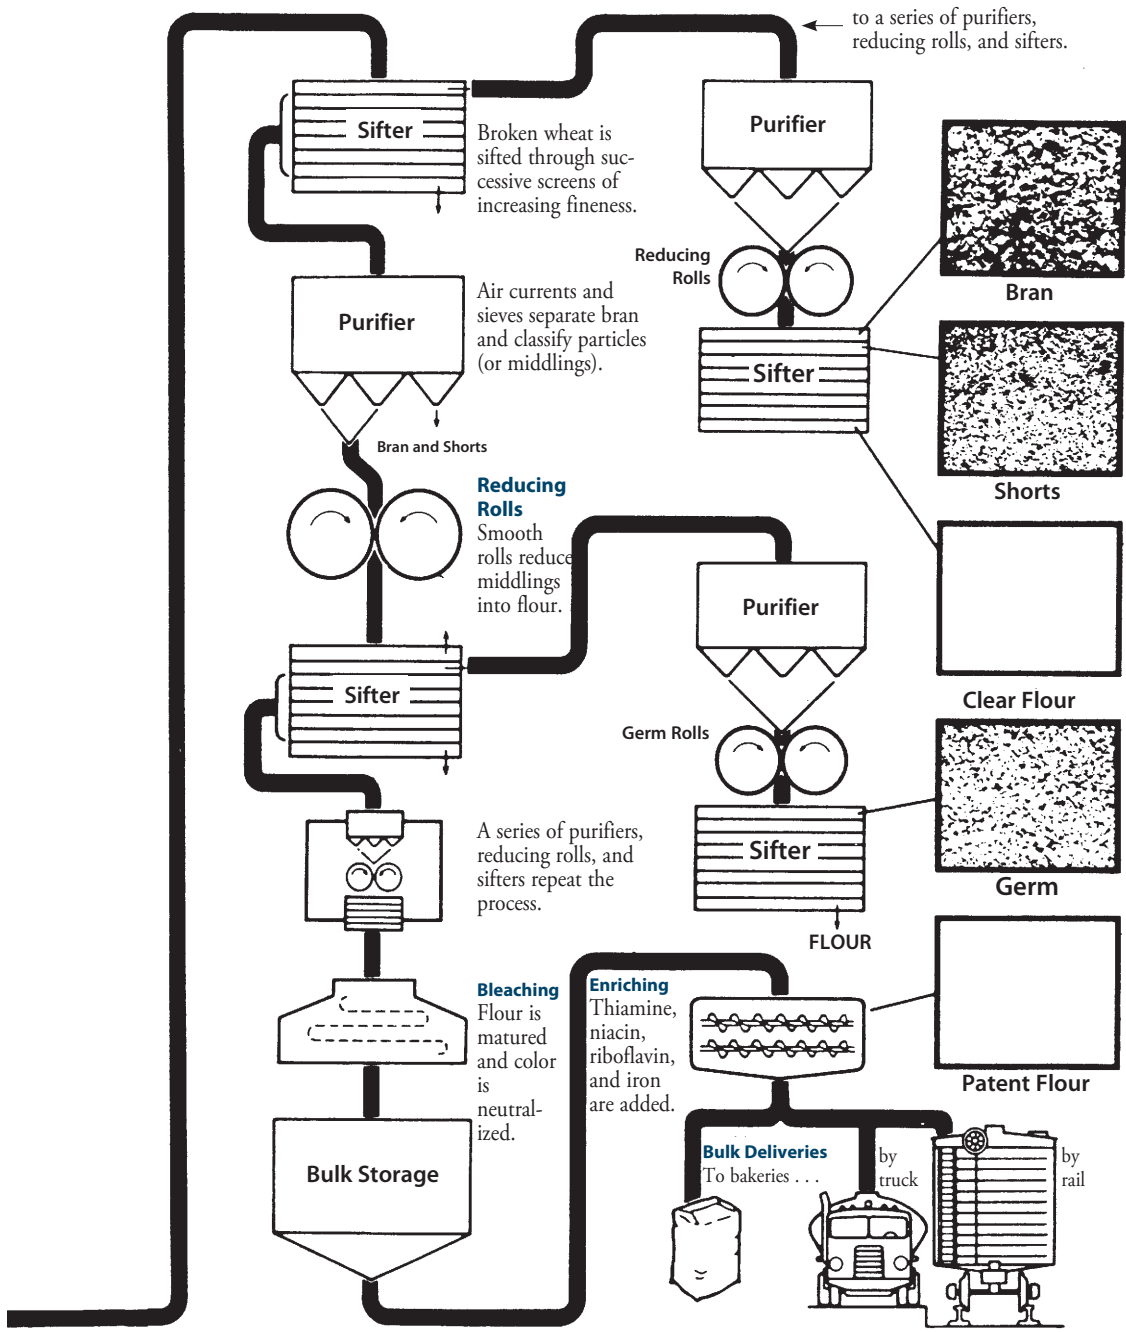 to a series of purifiers,
reducing rolls, and sifters.
Sifter
Broken wheat is
sifted through suc-
cessive screens of
increasing fineness.
Purifier
Bran
Reducing
Rolls
Purifier
Air currents and
sieves separate bran
and classify particles
(or middlings).
Sifter
Bran and Shorts
Shorts
Reducing
Rolls
Smooth
rolls reduce
middlings
into flour.
Purifier
Clear Flour
Sifter
Germ Rolls
A series of purifiers,
reducing rolls, and
sifters repeat the
process.
Sifter
Germ
FLOUR
Bleaching
Flour is
matured
and color
is
neutral-
ized.
Enriching
Thiamine,
niacin,
riboflavin,
and iron
are added.
Patent Flour
Bulk Storage
Bulk Deliveries
To bakeries . . .
by
truck
by
rail